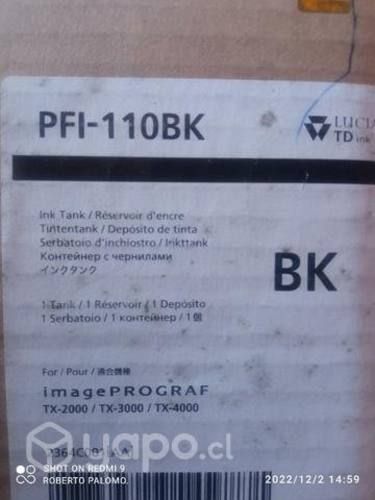 PFI-110BK
LUCIA
TD ink
Ink Tank / Réservoir d'encre
Tintentank / Depósito de tinta
Serbatoio d'inchiostro / Inkttank
Контейнер с чернилами
インクタンク
BK
1 Tank / 1 Réservoir / 1 Depósito
1 Serbatoio / 1 контейнер / 1個
For / Pour / 適合機種
imagePROGRAF
TX-2000 / TX-3000 / TX-4000
2364C001[AA]
yapo.cl
SHOT ON REDMI 9
ROBERTO PALOMO.
2022/12/2 14:59